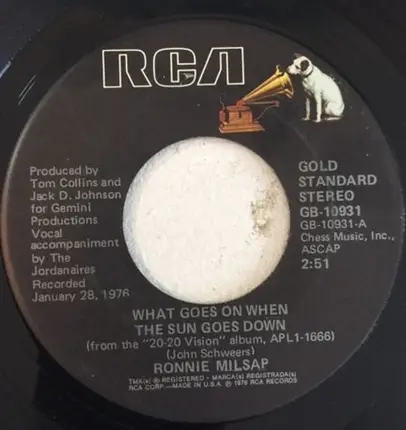 RCA
Produced by
Tom Collins and
Jack D. Johnson
for Gemini
Productions
Vocal
accompaniment
by The
Jordanaires
Recorded
January 28, 1976
GOLD
STANDARD
STEREO
GB-10931
GB-10931-A
Chess Music, Inc.,
ASCAP
2:51
WHAT GOES ON WHEN
THE SUN GOES DOWN
(from the "20-20 Vision" album, APL1-1666)
(John Schweers)
RONNIE MILSAP
TMK(s) ® REGISTERED • MARCA(s) REGISTRADA(s)
RCA CORP.—MADE IN U.S.A. ℗ 1976 RCA RECORDS